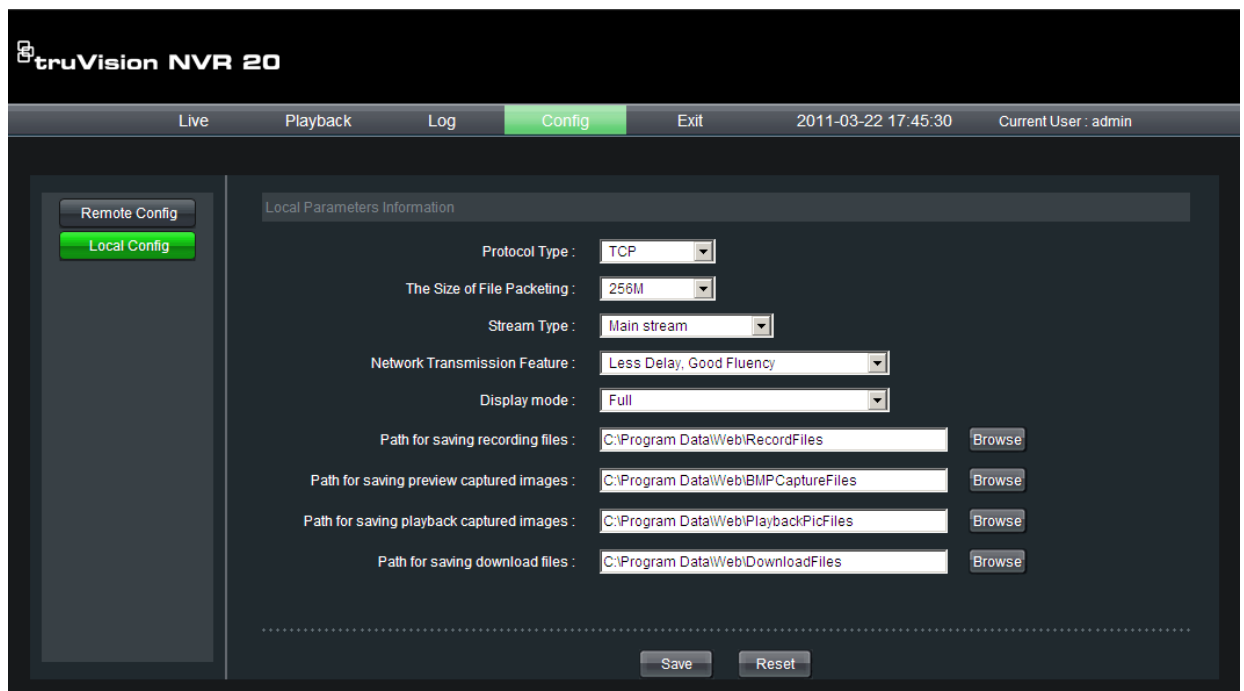 truVision NVR 20
Live Playback Log Config Exit 2011-03-22 17:45:30 Current User : admin
Remote Config
Local Config
Local Parameters Information
Protocol Type : TCP
The Size of File Packeting : 256M
Stream Type : Main stream
Network Transmission Feature : Less Delay, Good Fluency
Display mode : Full
Path for saving recording files : C:\Program Data\Web\RecordFiles Browse
Path for saving preview captured images : C:\Program Data\Web\BMPCaptureFiles Browse
Path for saving playback captured images : C:\Program Data\Web\PlaybackPicFiles Browse
Path for saving download files : C:\Program Data\Web\DownloadFiles Browse
Save Reset